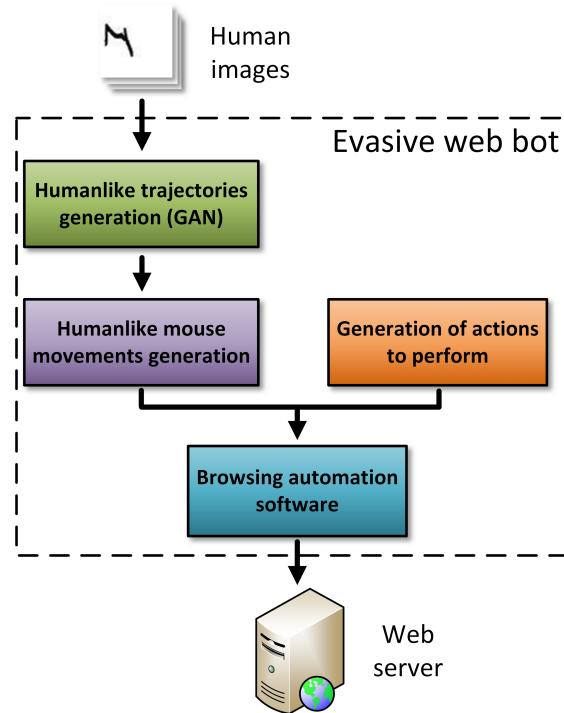 Human
images
Evasive web bot
Humanlike trajectories
generation (GAN)
Humanlike mouse
movements generation
Generation of actions
to perform
Browsing automation
software
Web
server